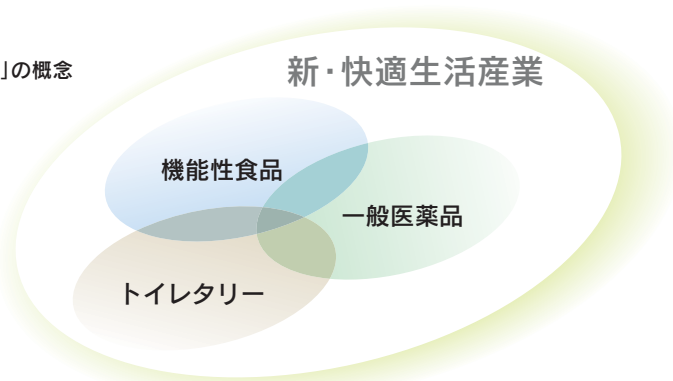 」の概念
新・快適生活産業
機能性食品
一般医薬品
トイレタリー